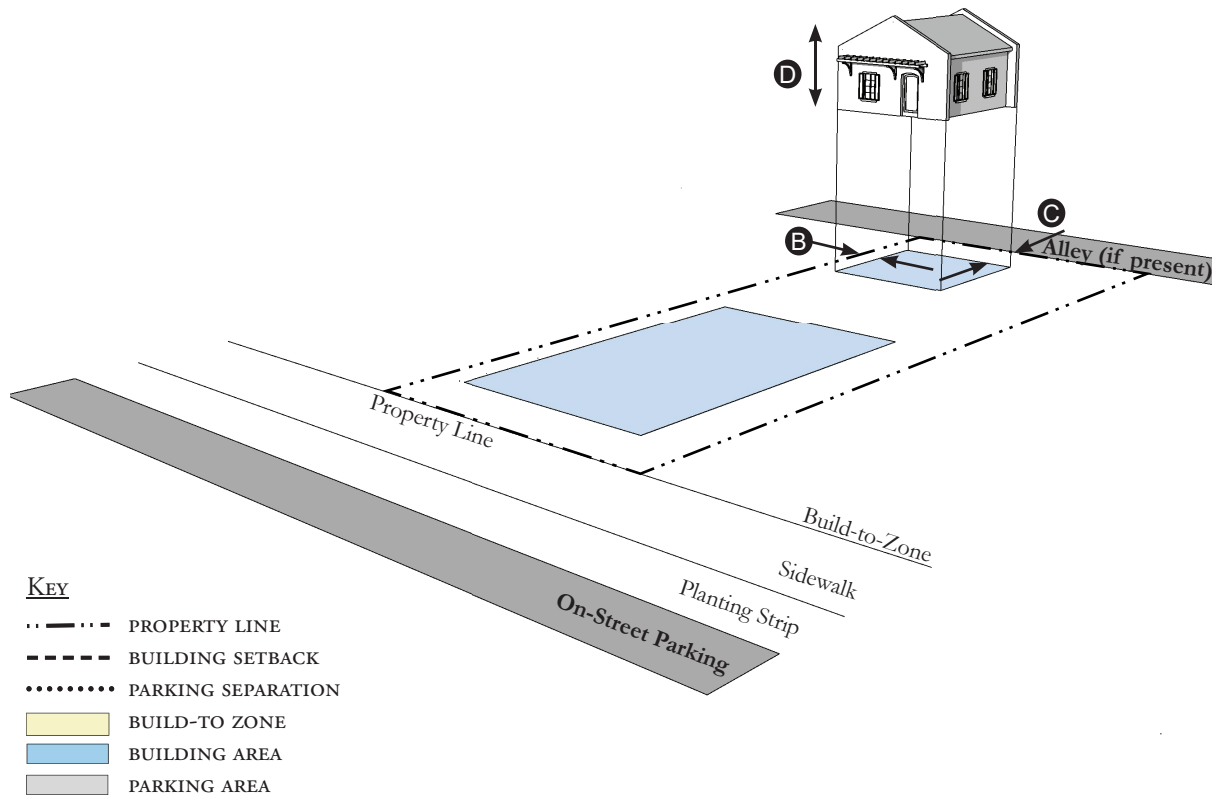 D
C
B
Alley (if present)
Property Line
Build-to-Zone
Sidewalk
Planting Strip
On-Street Parking
KEY
PROPERTY LINE
BUILDING SETBACK
PARKING SEPARATION
BUILD-TO ZONE
BUILDING AREA
PARKING AREA